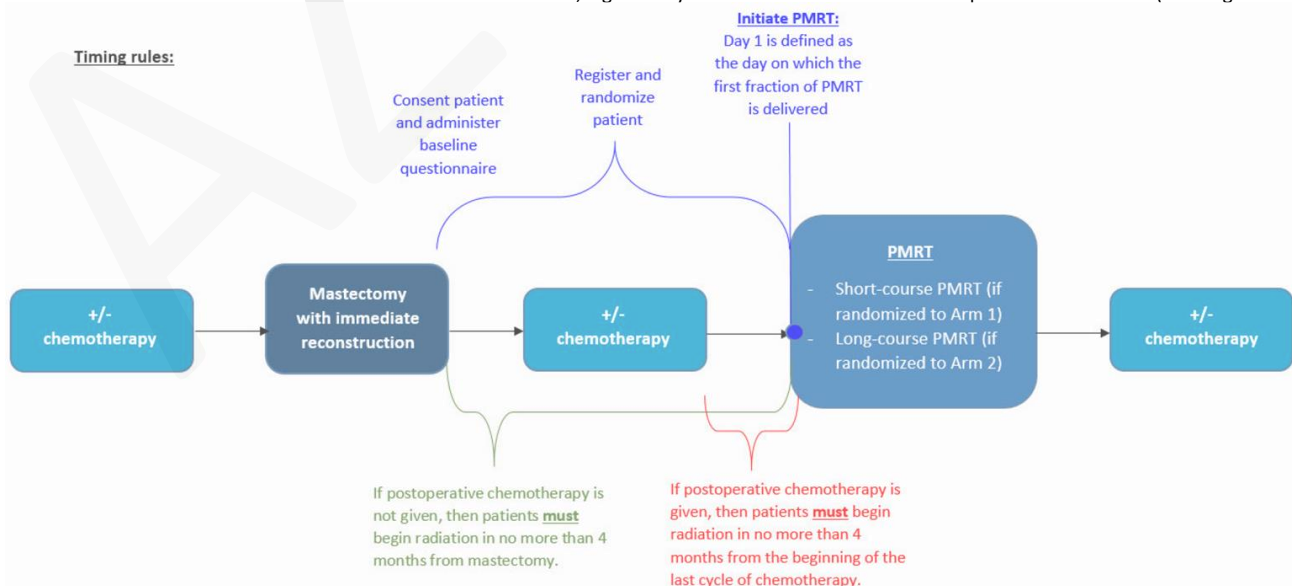 Initiate PMRT:
Day 1 is defined as
the day on which the
first fraction of PMRT
is delivered
Timing rules:
Register and
randomize
patient
Consent patient
and administer
baseline
questionnaire
+/-
chemotherapy
Mastectomy
with immediate
reconstruction
+/-
chemotherapy
PMRT
- Short-course PMRT (if
randomized to Arm 1)
- Long-course PMRT (if
randomized to Arm 2)
+/-
chemotherapy
If postoperative chemotherapy is
not given, then patients must
begin radiation in no more than 4
months from mastectomy.
If postoperative chemotherapy is
given, then patients must begin
radiation in no more than 4
months from the beginning of the
last cycle of chemotherapy.